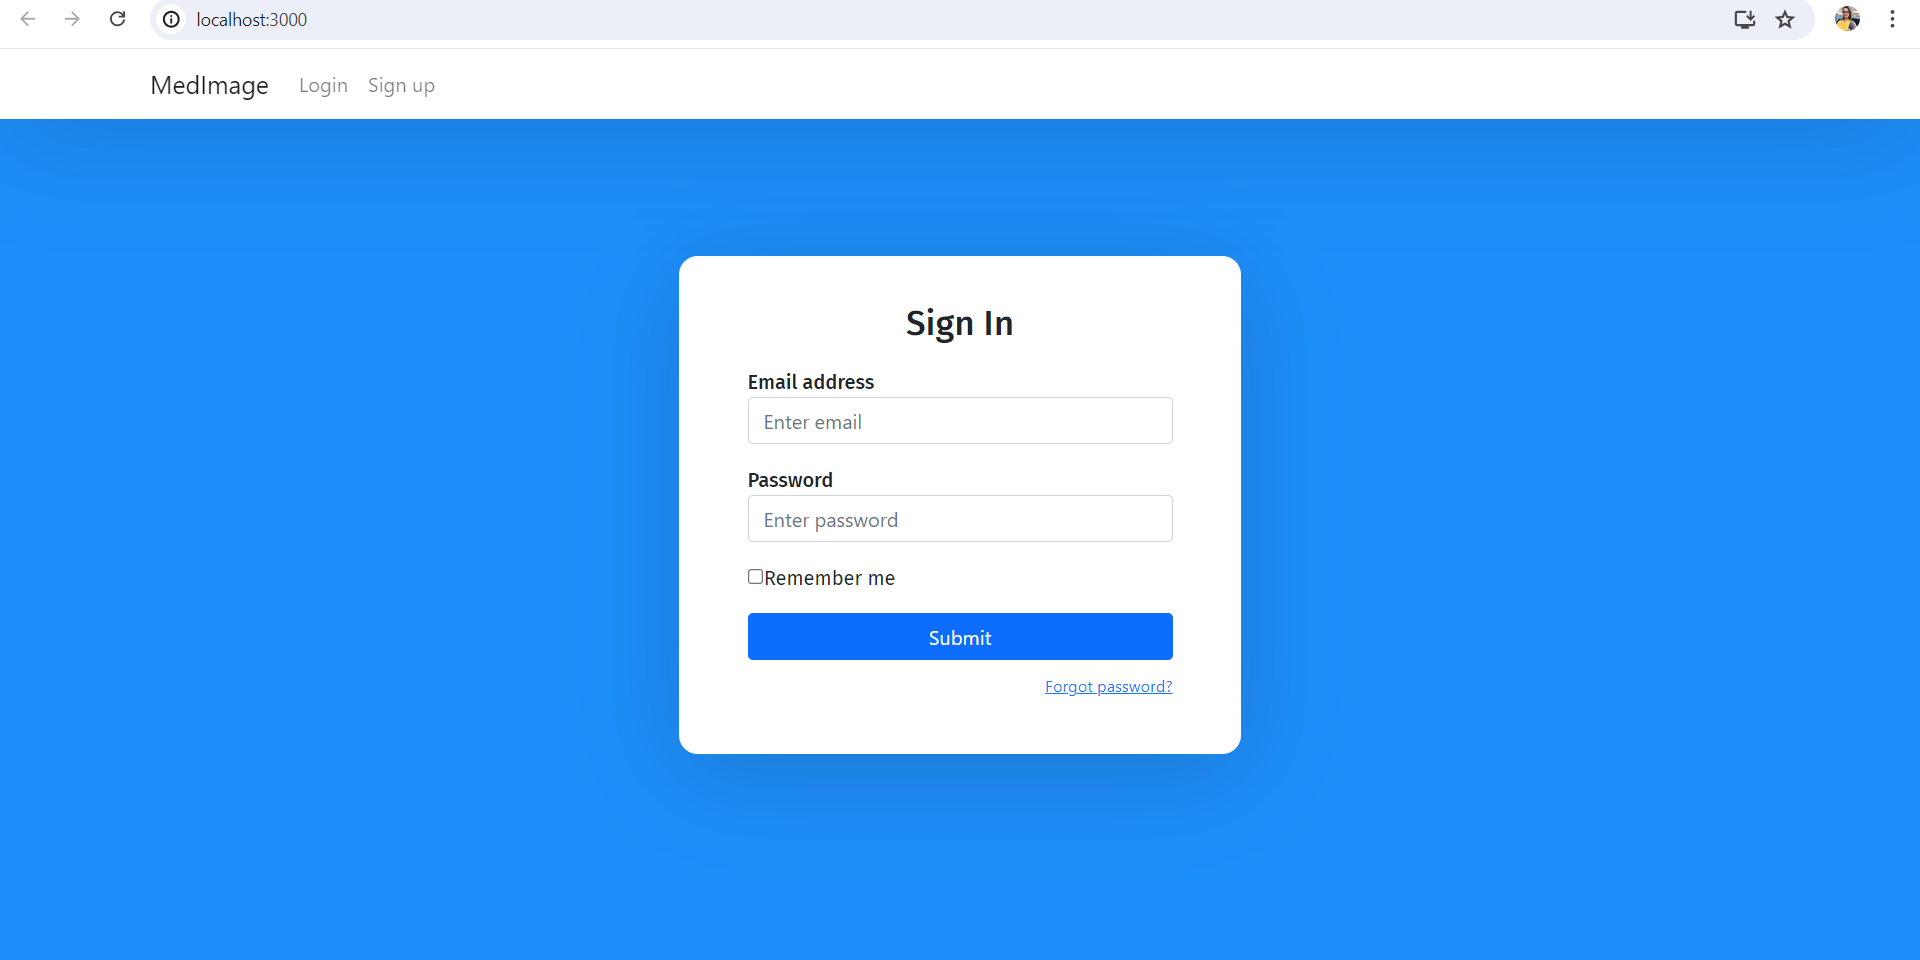 localhost:3000
MedImage Login Sign up
Sign In
Email address
Enter email
Password
Enter password
Remember me
Submit
Forgot password?